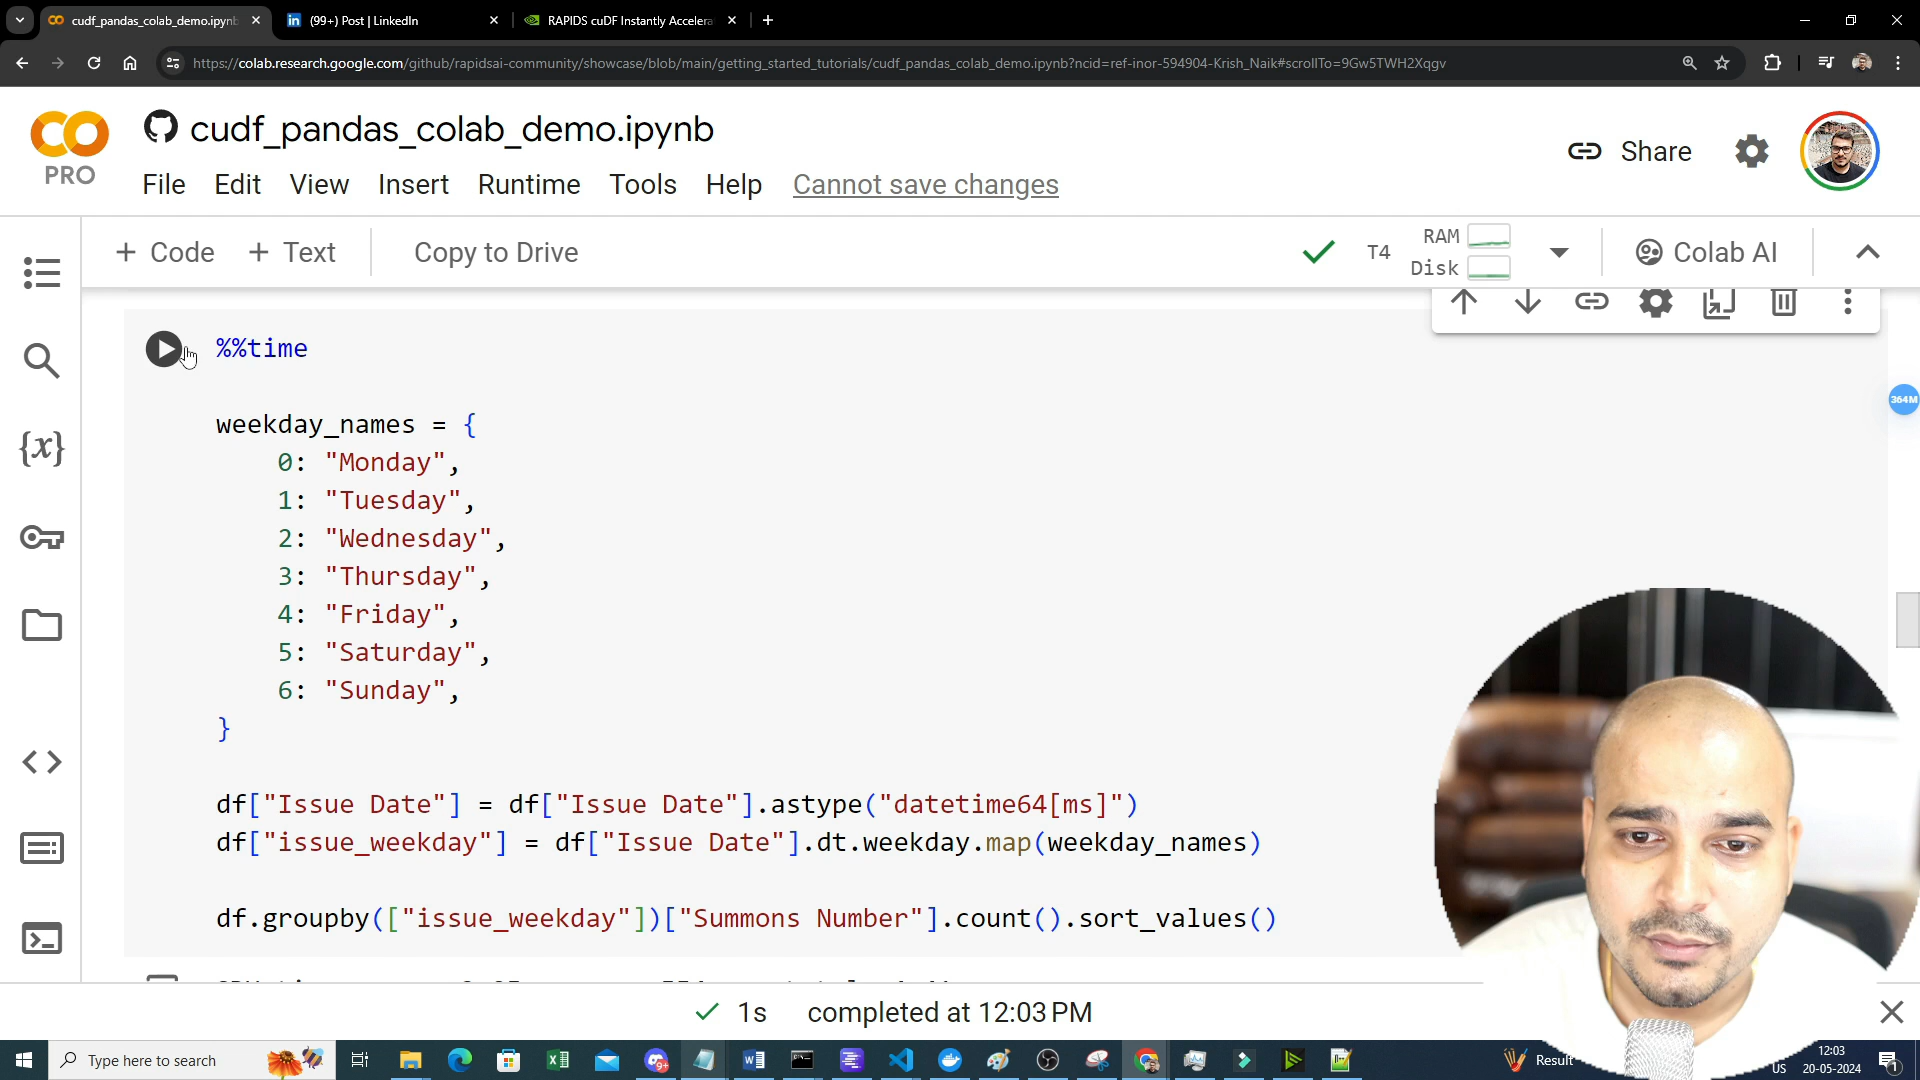 cudf_pandas_colab_demo.ipynb
(99+) Post | LinkedIn
RAPIDS cuDF Instantly Accelera
https://colab.research.google.com/github/rapidsai-community/showcase/blob/main/getting_started_tutorials/cudf_pandas_colab_demo.ipynb?ncid=ref-inor-594904-Krish_Naik#scrollTo=9Gw5TWH2Xqgv
PRO
cudf_pandas_colab_demo.ipynb
File Edit View Insert Runtime Tools Help Cannot save changes
Share
+ Code + Text Copy to Drive
T4
RAM
Disk
Colab AI
{x}
364M
%%time
weekday_names = {
0: "Monday",
1: "Tuesday",
2: "Wednesday",
3: "Thursday",
4: "Friday",
5: "Saturday",
6: "Sunday",
}
df["Issue Date"] = df["Issue Date"].astype("datetime64[ms]")
df["issue_weekday"] = df["Issue Date"].dt.weekday.map(weekday_names)
df.groupby(["issue_weekday"])["Summons Number"].count().sort_values()
1s completed at 12:03 PM
Type here to search
Result
US
12:03
20-05-2024
1